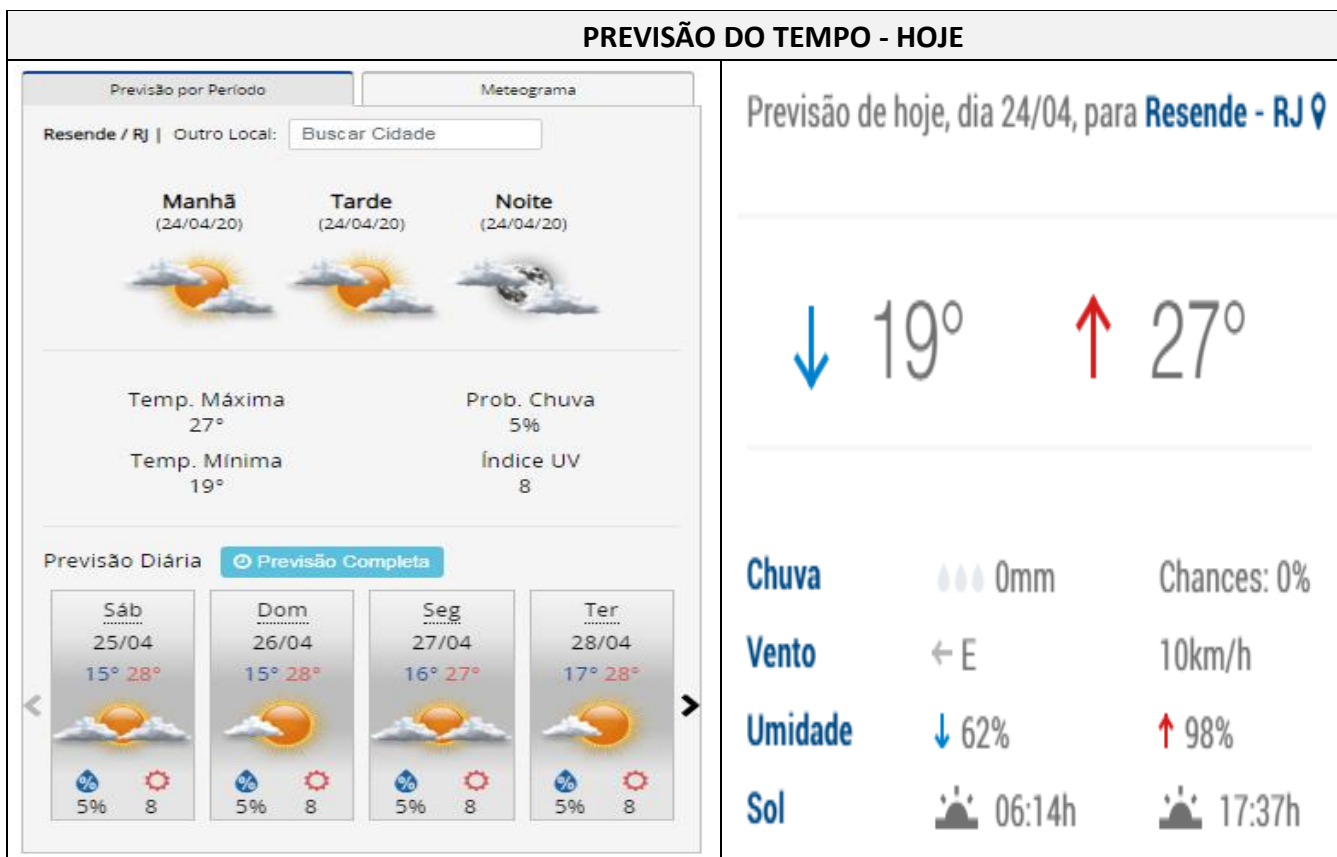 PREVISÃO DO TEMPO - HOJE
Previsão por Período
Meteograma
Resende / RJ | Outro Local: Buscar Cidade
Manhã Tarde Noite
(24/04/20) (24/04/20) (24/04/20)
Temp. Máxima Prob. Chuva
27° 5%
Temp. Mínima Índice UV
19° 8
Previsão Diária Previsão Completa
Sáb Dom Seg Ter
25/04 26/04 27/04 28/04
15° 28° 15° 28° 16° 27° 17° 28°
% % % %
5% 8 5% 8 5% 8 5% 8
Previsão de hoje, dia 24/04, para Resende - RJ
↓ 19° ↑ 27°
Chuva 0mm Chances: 0%
Vento ← E 10km/h
Umidade ↓ 62% ↑ 98%
Sol 06:14h 17:37h